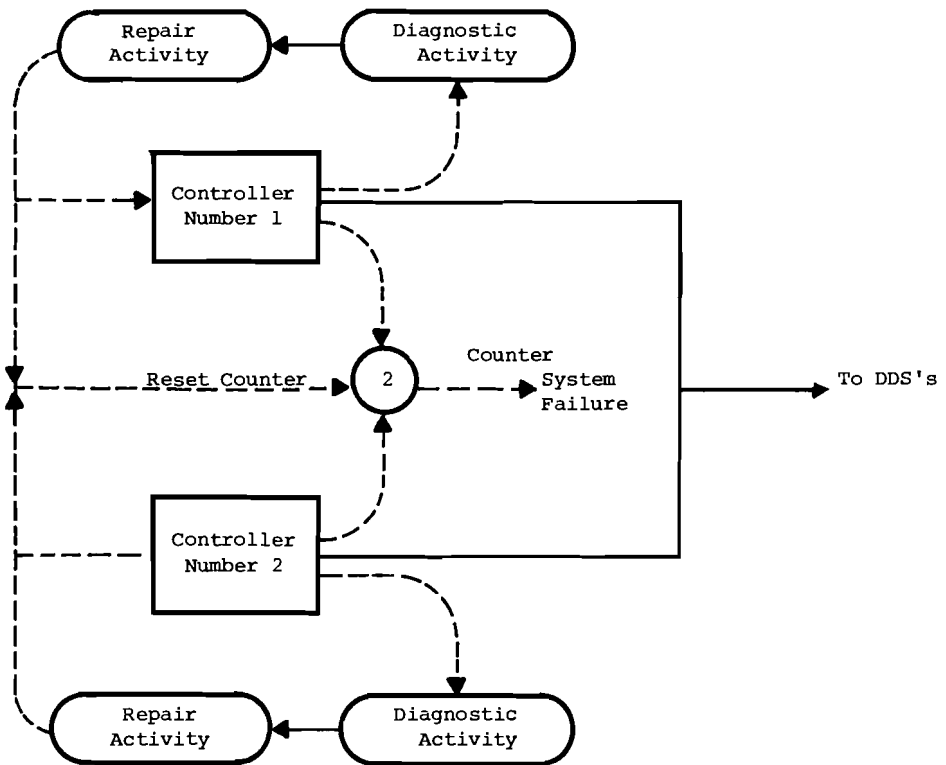 Repair
Activity
Diagnostic
Activity
Controller
Number 1
Reset Counter
2
Counter
System
Failure
To DDS's
Controller
Number 2
Repair
Activity
Diagnostic
Activity